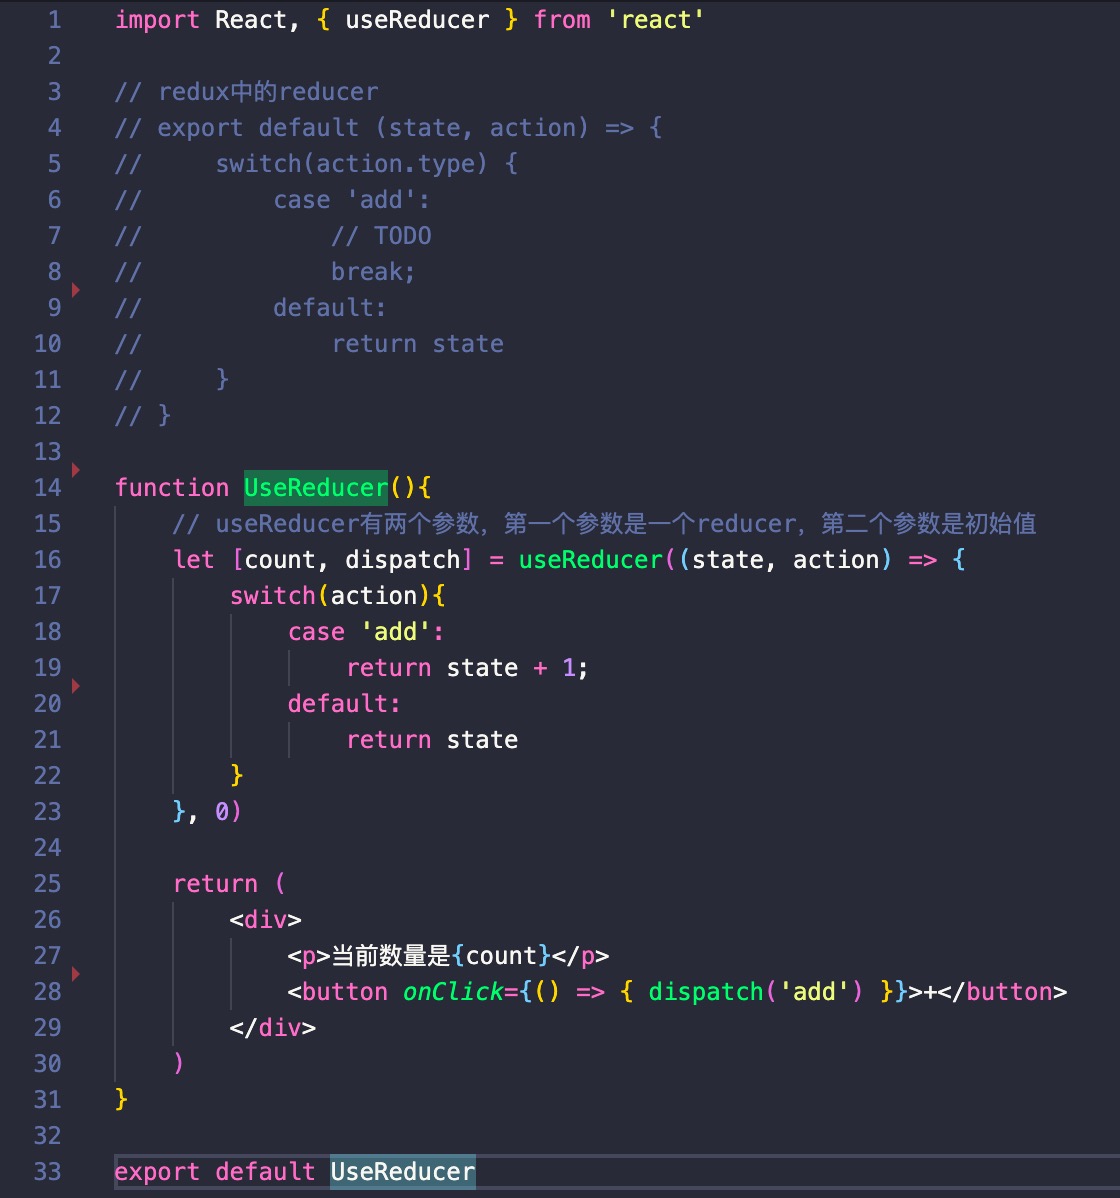 1 import React, { useReducer } from 'react'
2
3 // redux中的reducer
4 // export default (state, action) => {
5 //     switch(action.type) {
6 //         case 'add':
7 //             // TODO
8 //             break;
9 //         default:
10 //             return state
11 //     }
12 // }
13
14 function UseReducer(){
15     // useReducer有两个参数，第一个参数是一个reducer，第二个参数是初始值
16     let [count, dispatch] = useReducer((state, action) => {
17         switch(action){
18             case 'add':
19                 return state + 1;
20             default:
21                 return state
22         }
23     }, 0)
24
25     return (
26         <div>
27             <p>当前数量是{count}</p>
28             <button onClick={() => { dispatch('add') }}>+</button>
29         </div>
30     )
31 }
32
33 export default UseReducer